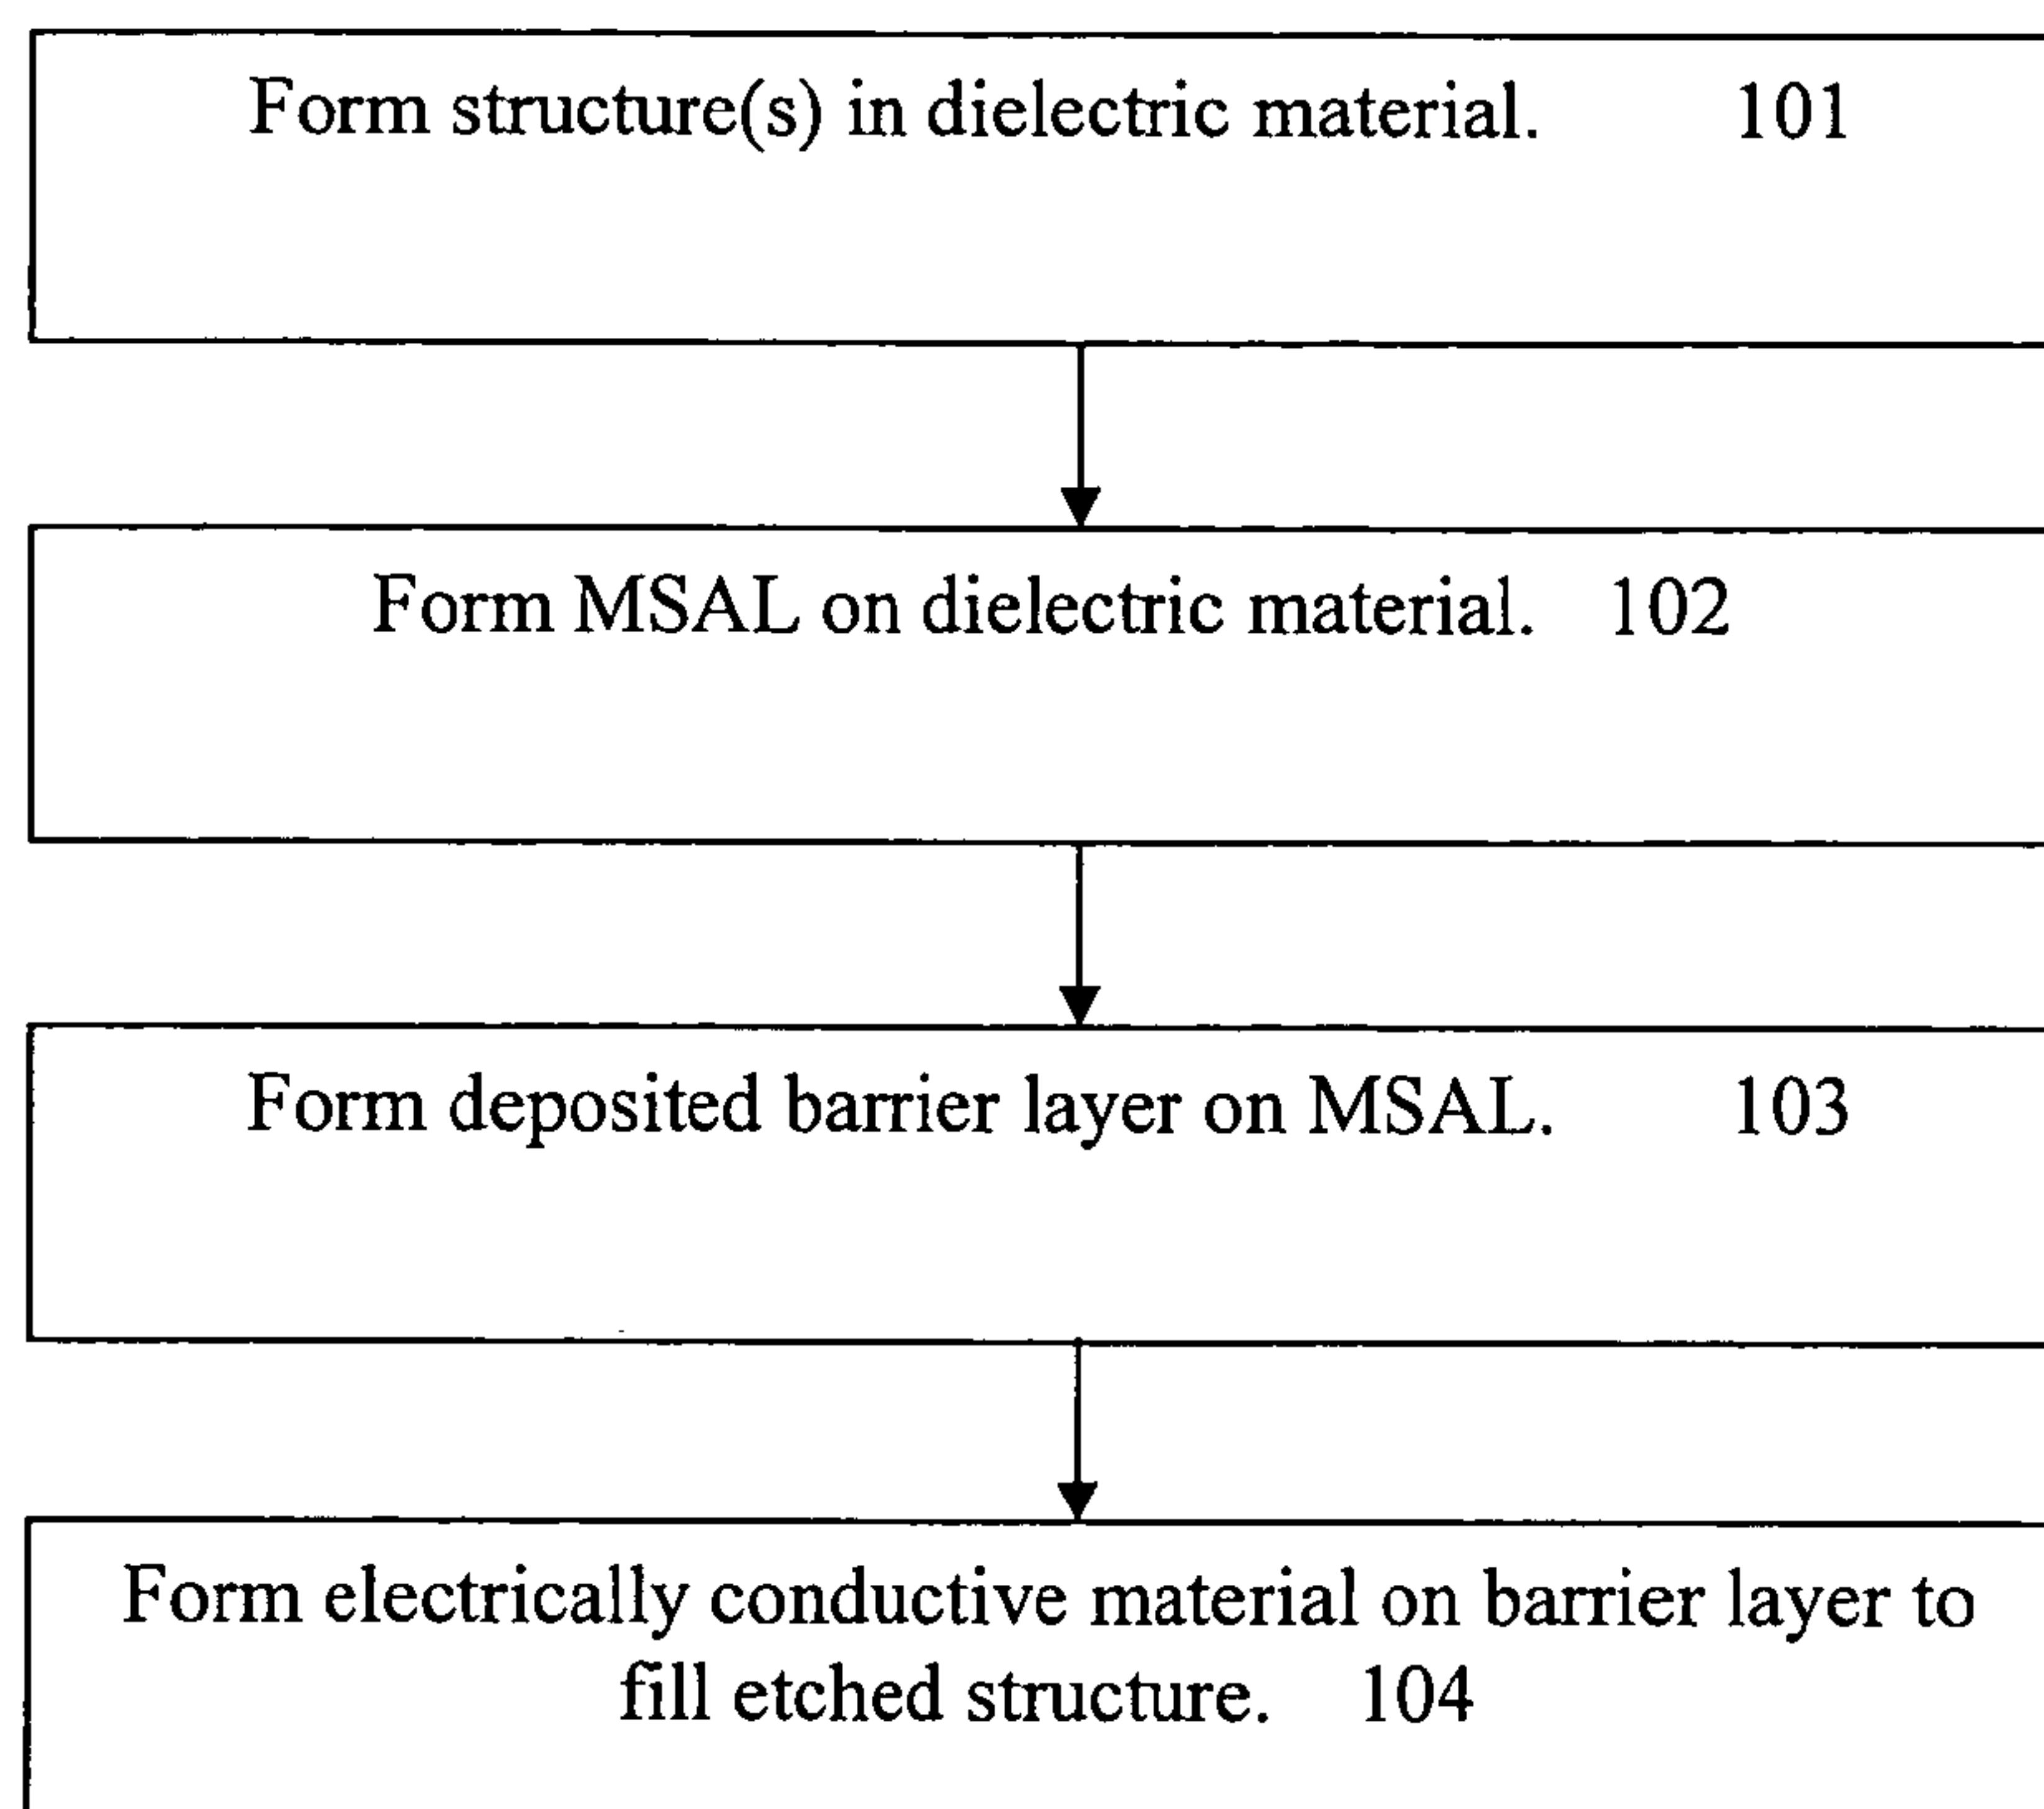 Form structure(s) in dielectric material. 101
Form MSAL on dielectric material. 102
Form deposited barrier layer on MSAL. 103
Form electrically conductive material on barrier layer to
fill etched structure. 104